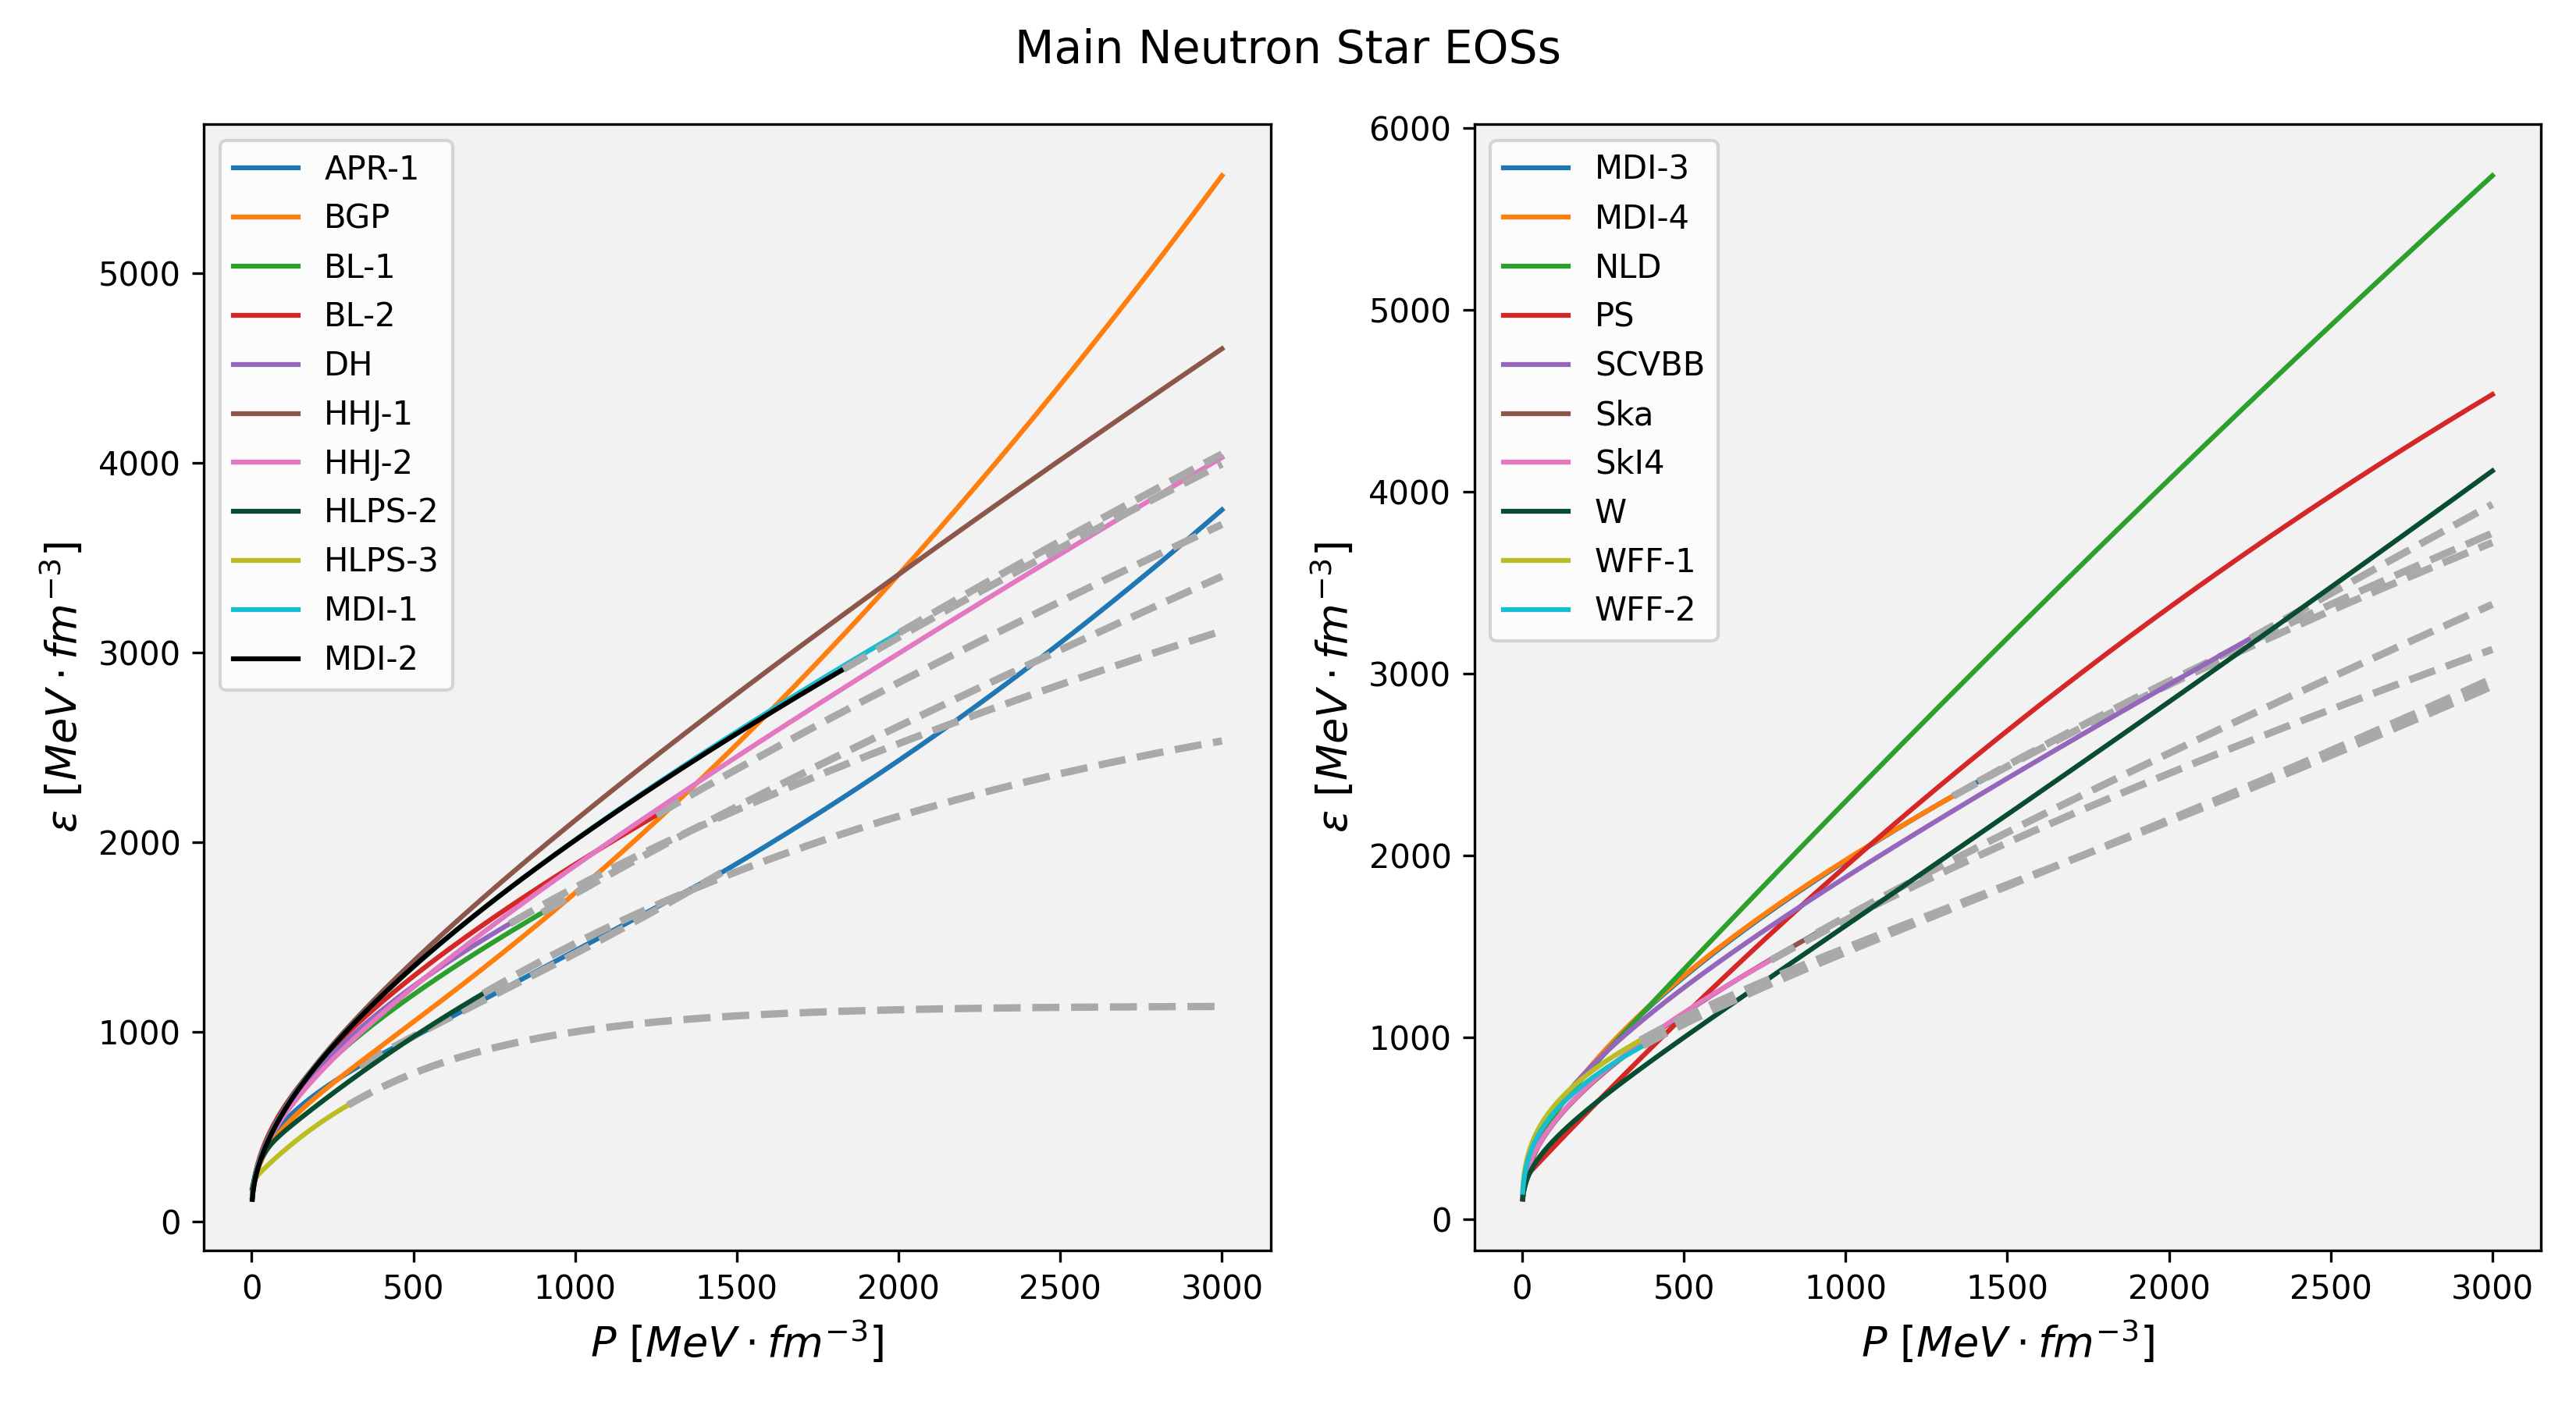 Main Neutron Star EOSs
ε [MeV · fm⁻³]
5000
4000
3000
2000
1000
0
APR-1
BGP
BL-1
BL-2
DH
HHJ-1
HHJ-2
HLPS-2
HLPS-3
MDI-1
MDI-2
0 500 1000 1500 2000 2500 3000
P [MeV · fm⁻³]
ε [MeV · fm⁻³]
6000
5000
4000
3000
2000
1000
0
MDI-3
MDI-4
NLD
PS
SCVBB
Ska
SkI4
W
WFF-1
WFF-2
0 500 1000 1500 2000 2500 3000
P [MeV · fm⁻³]